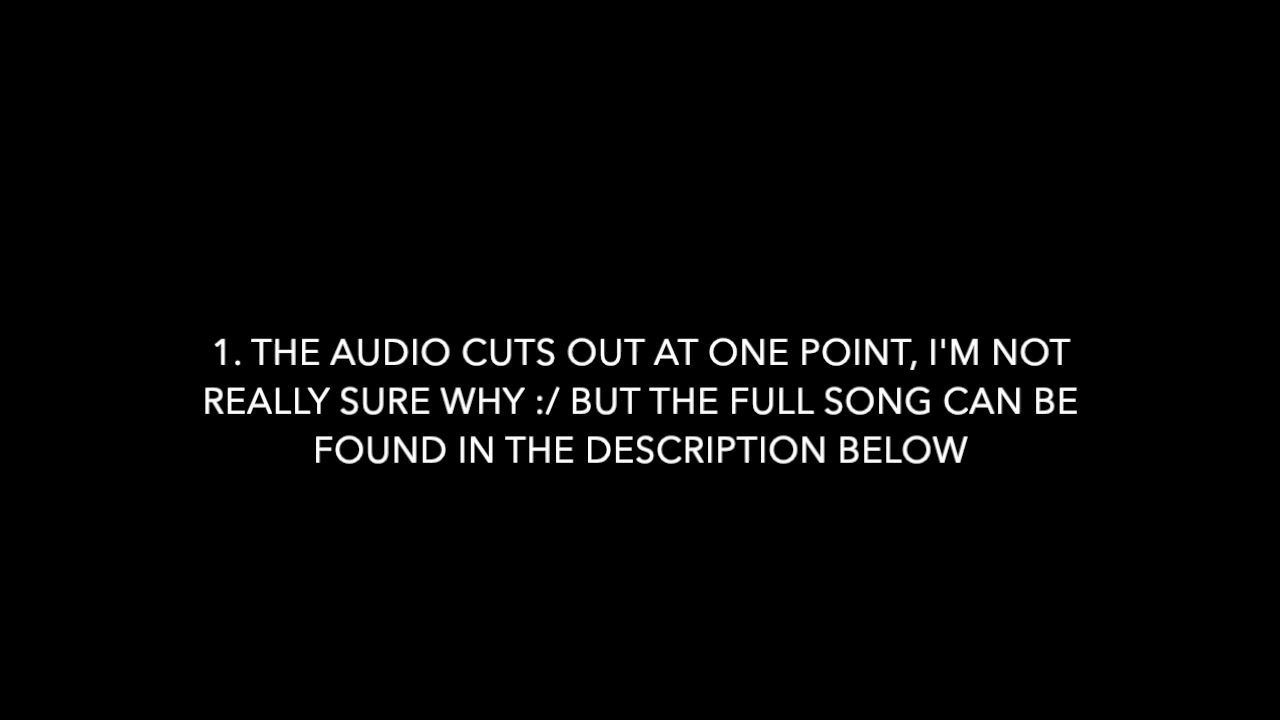 1. THE AUDIO CUTS OUT AT ONE POINT, I'M NOT
REALLY SURE WHY :/ BUT THE FULL SONG CAN BE
FOUND IN THE DESCRIPTION BELOW